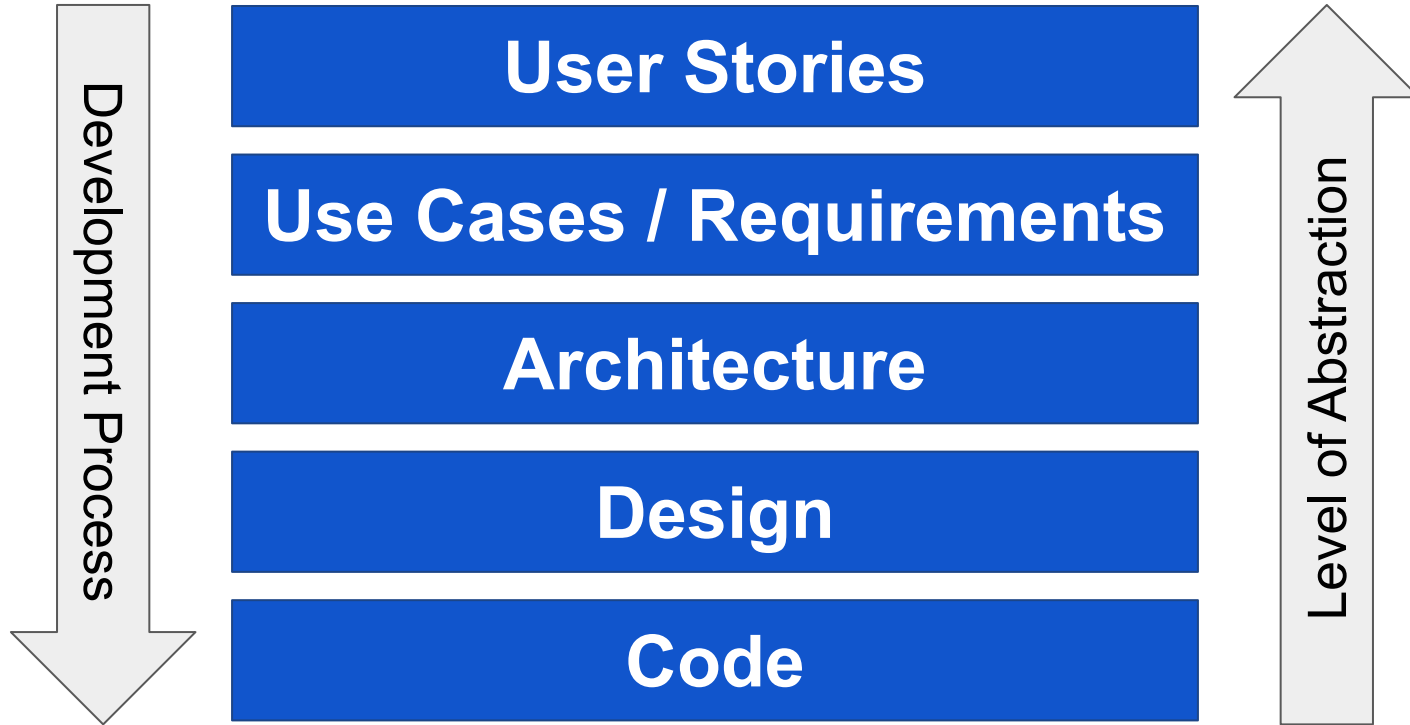 Development Process
User Stories
Use Cases / Requirements
Architecture
Design
Code
Level of Abstraction